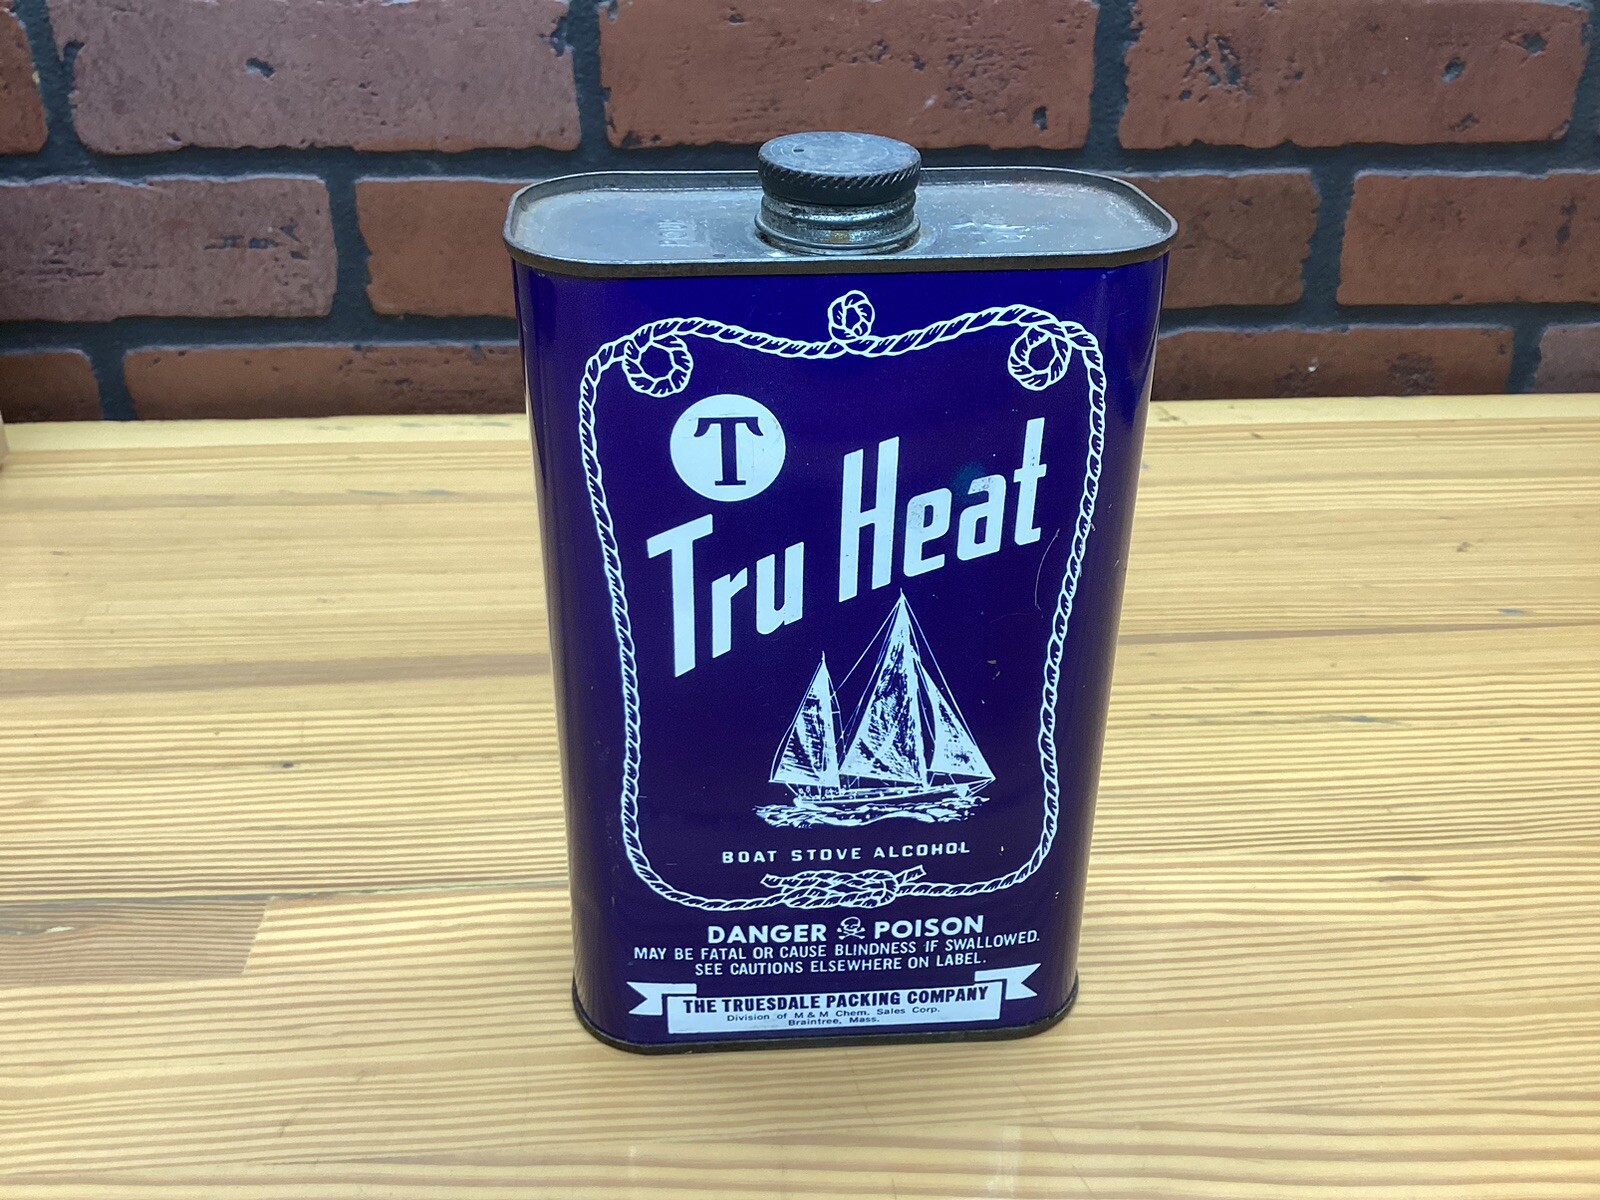 T
Tru Heat
BOAT STOVE ALCOHOL
DANGER POISON
MAY BE FATAL OR CAUSE BLINDNESS IF SWALLOWED.
SEE CAUTIONS ELSEWHERE ON LABEL.
THE TRUESDALE PACKING COMPANY
Division of M & M Chem. Sales Corp.
Braintree, Mass.